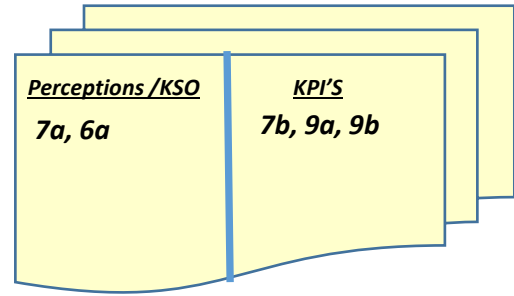 Perceptions /KSO
7a, 6a
KPI'S
7b, 9a, 9b